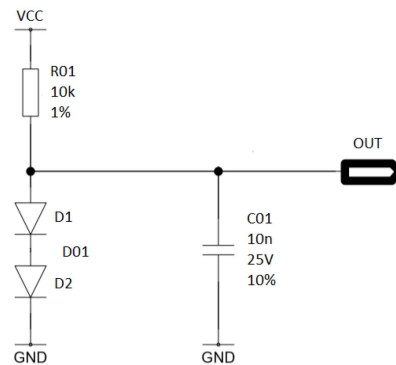 VCC
R01
10k
1%
OUT
D1
D01
D2
C01
10n
25V
10%
GND
GND